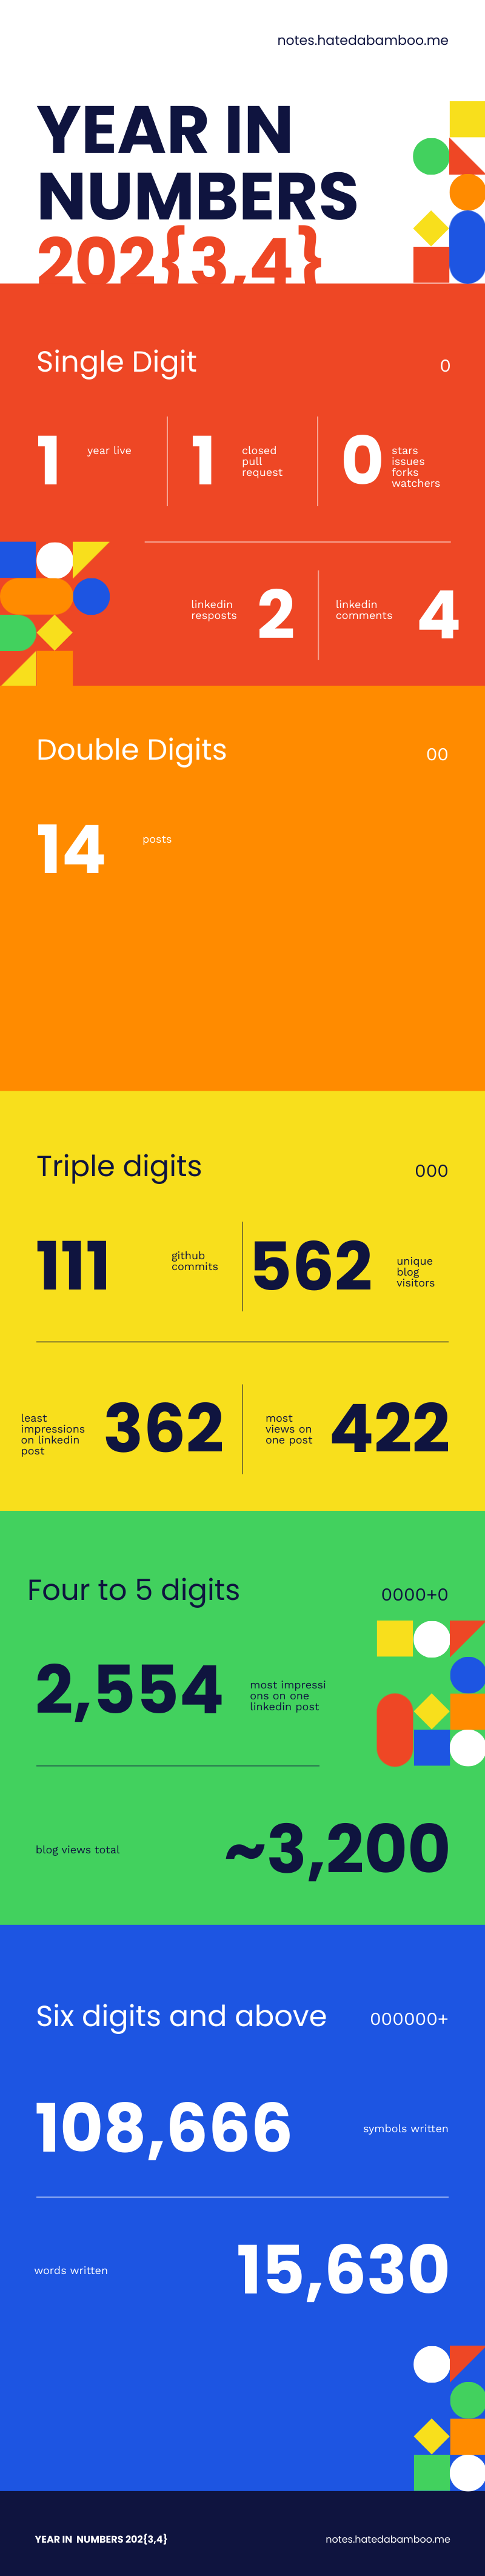 notes.hatedabamboo.me
YEAR IN
NUMBERS
202{3,4}
Single Digit
0
1
year live
1
closed
pull
request
0
stars
issues
forks
watchers
linkedin
resposts
2
linkedin
comments
4
Double Digits
00
14
posts
Triple digits
000
111
github
commits
562
unique
blog
visitors
least
impressions
on linkedin
post
362
most
views on
one post
422
Four to 5 digits
0000+0
2,554
most impressi
ons on one
linkedin post
blog views total
~3,200
Six digits and above
000000+
108,666
symbols written
words written
15,630
YEAR IN NUMBERS 202{3,4}
notes.hatedabamboo.me